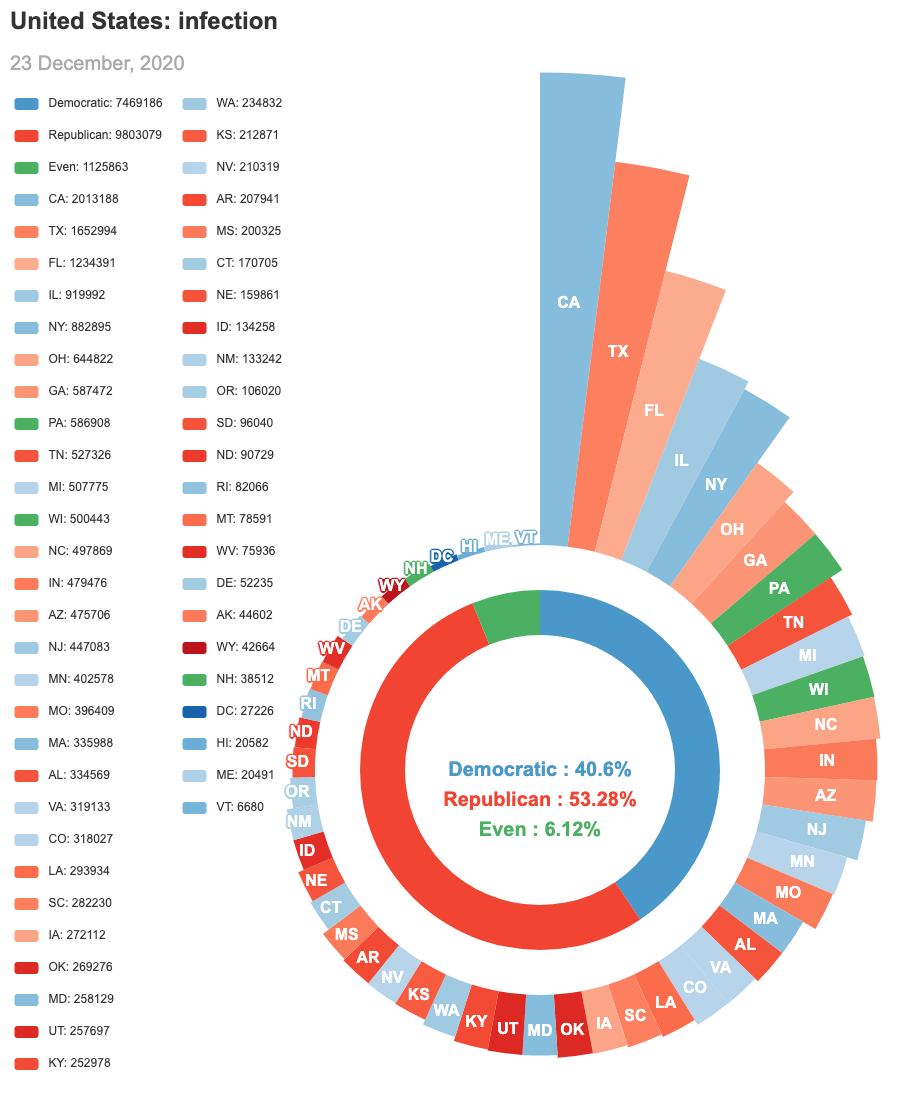 United States: infection
23 December, 2020
Democratic: 7469186
Republican: 9803079
Even: 1125863
CA: 2013188
TX: 1652994
FL: 1234391
IL: 919992
NY: 882895
OH: 644822
GA: 587472
PA: 586908
TN: 527326
MI: 507775
WI: 500443
NC: 497869
IN: 479476
AZ: 475706
NJ: 447083
MN: 402578
MO: 396409
MA: 335988
AL: 334569
VA: 319133
CO: 318027
LA: 293934
SC: 282230
IA: 272112
OK: 269276
MD: 258129
UT: 257697
KY: 252978
WA: 234832
KS: 212871
NV: 210319
AR: 207941
MS: 200325
CT: 170705
NE: 159861
ID: 134258
NM: 133242
OR: 106020
SD: 96040
ND: 90729
RI: 82066
MT: 78591
WV: 75936
DE: 52235
AK: 44602
WY: 42664
NH: 38512
DC: 27226
HI: 20582
ME: 20491
VT: 6680
CA
TX
FL
IL
NY
OH
GA
PA
TN
MI
WI
NC
IN
AZ
NJ
MN
MO
MA
AL
VA
CO
LA
SC
IA
OK
MD
UT
KY
WA
KS
NV
AR
MS
CT
NE
ID
NM
OR
SD
ND
RI
MT
WV
DE
AK
WY
NH
DC
HI
ME
VT
Democratic : 40.6%
Republican : 53.28%
Even : 6.12%